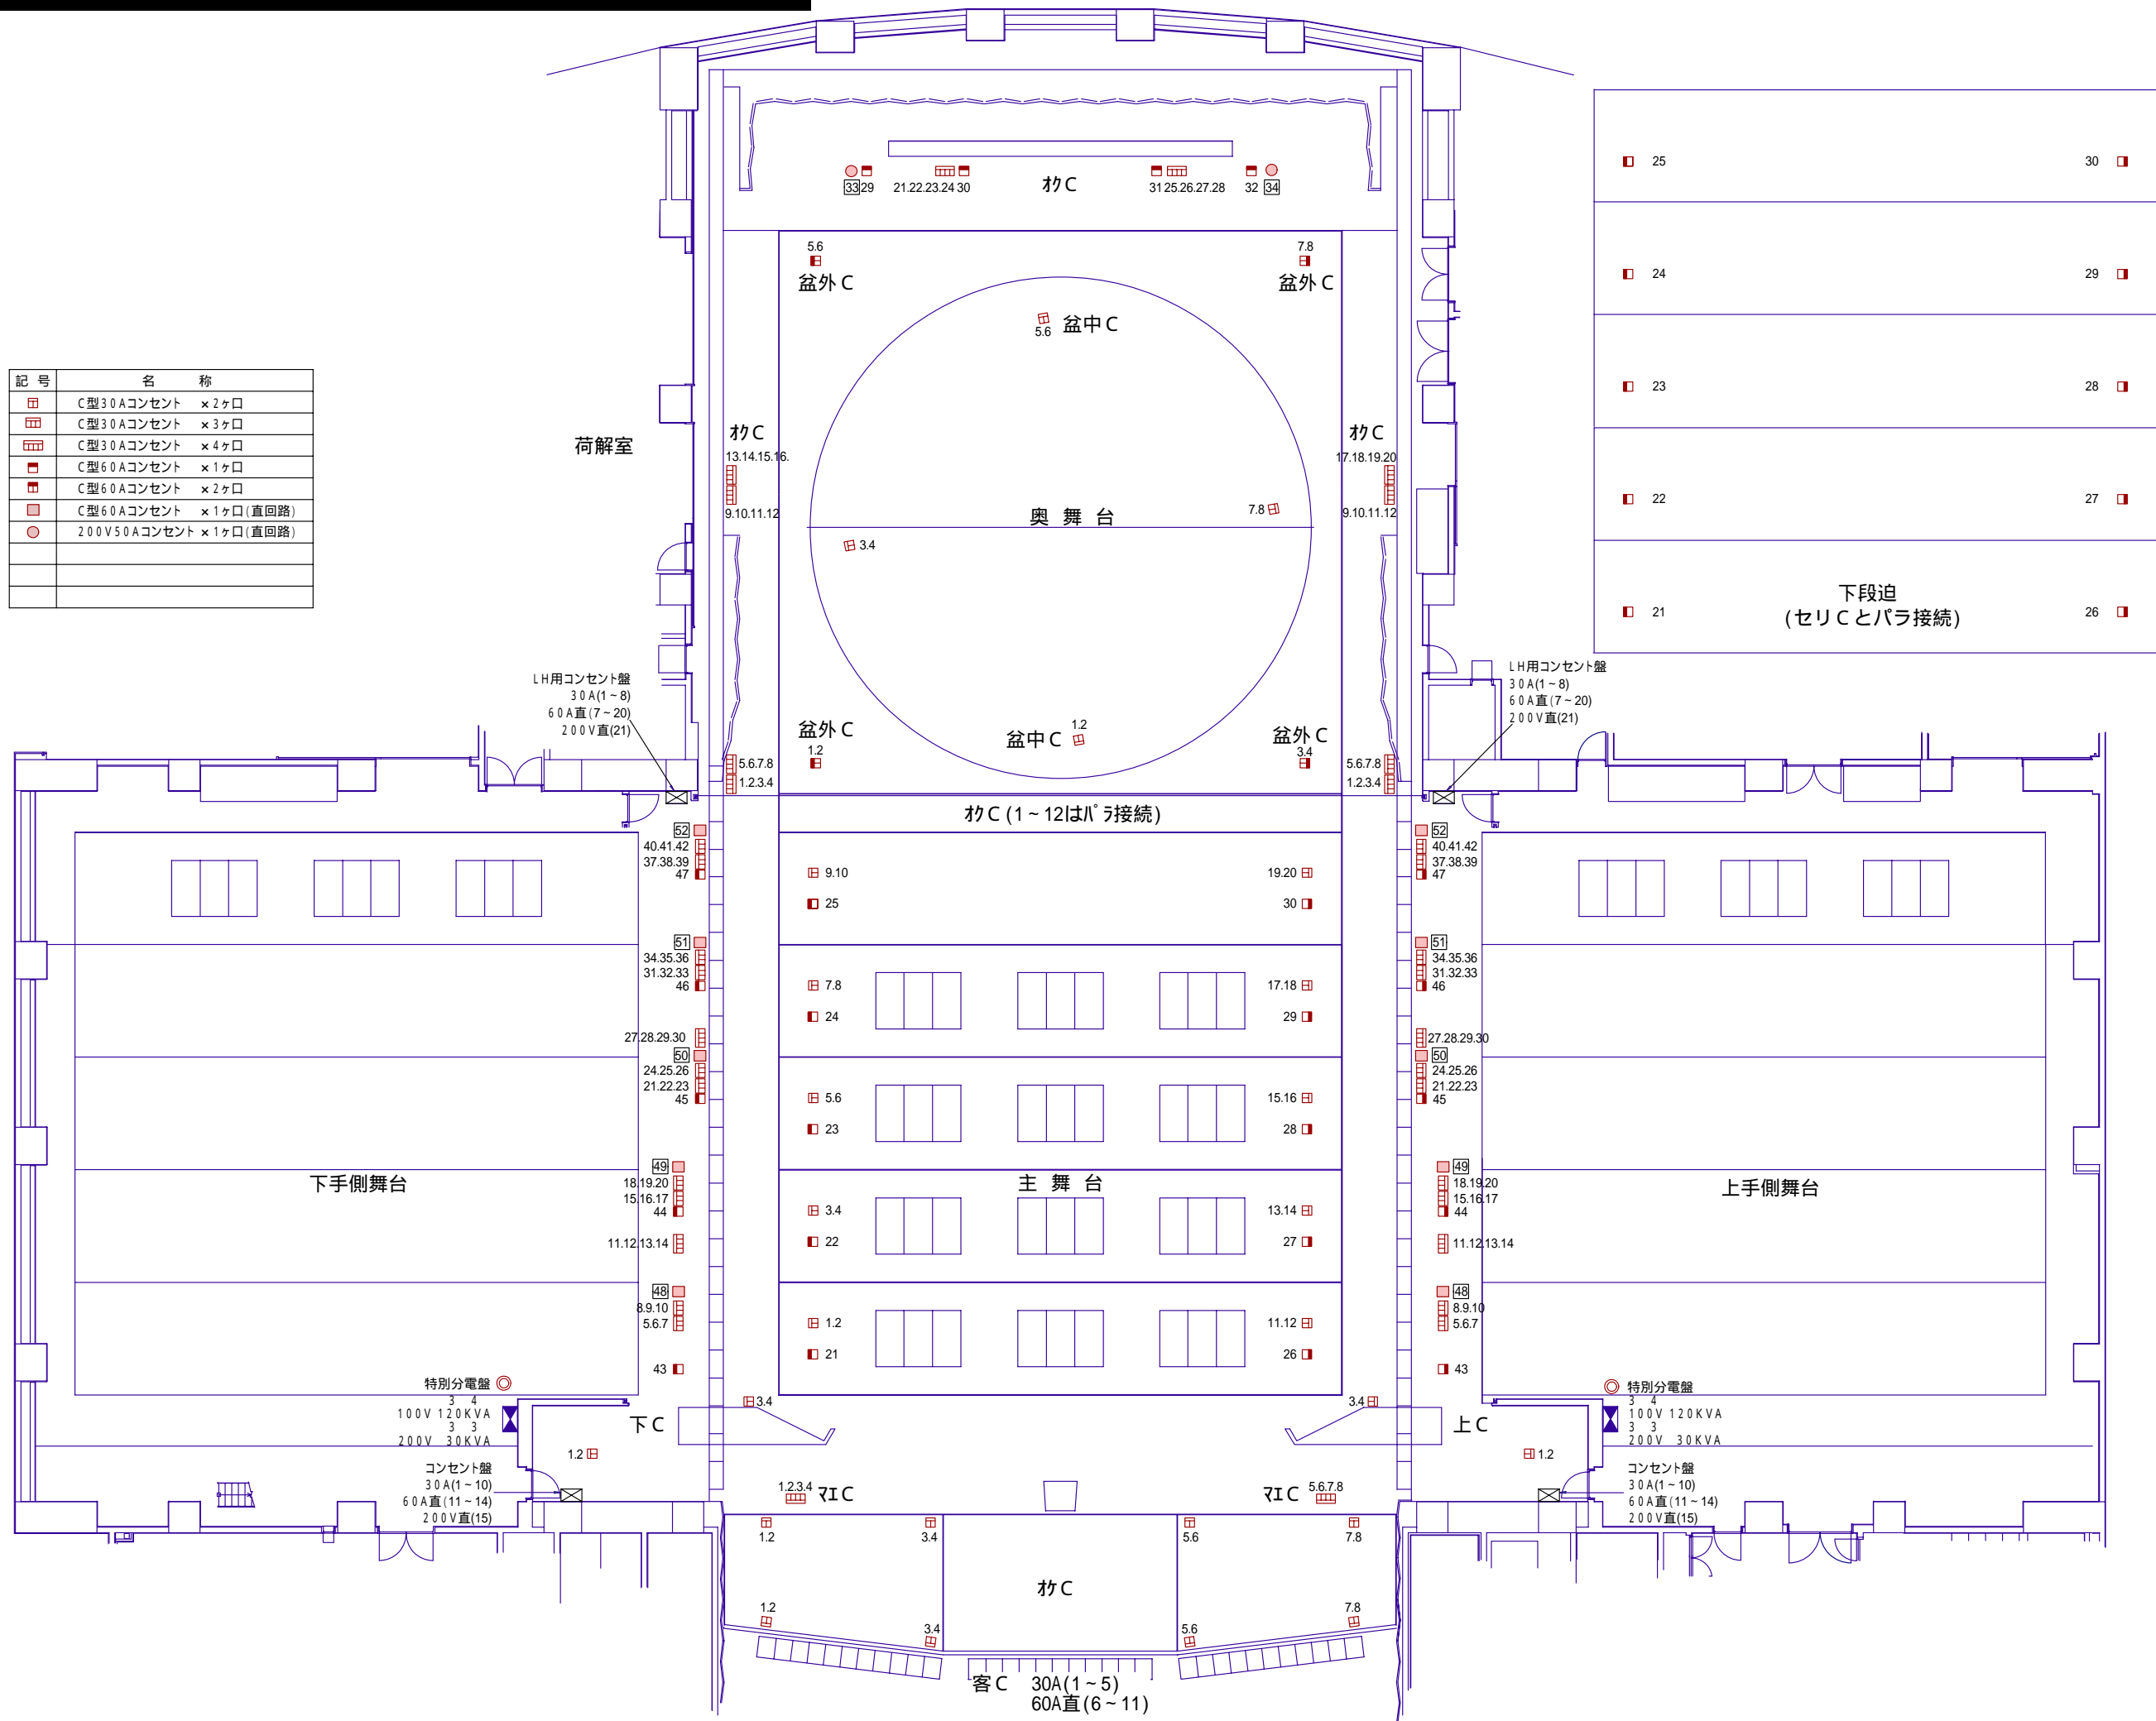 33 29 21.22.23.24 30 ｵｸC 31 25.26.27.28 32 34
5.6 7.8
盆外C 盆外C
5.6 盆中C
25 30
24 29
23 28
22 27
21 26
下段迫
(セリCとパラ接続)
記 号 名 称
C型30Aコンセント ×2ヶ口
C型30Aコンセント ×3ヶ口
C型30Aコンセント ×4ヶ口
C型60Aコンセント ×1ヶ口
C型60Aコンセント ×2ヶ口
C型60Aコンセント ×1ヶ口(直回路)
200V50Aコンセント ×1ヶ口(直回路)
荷解室
ｵｸC ｵｸC
13.14.15.16. 17.18.19.20
9.10.11.12 9.10.11.12
奥 舞 台
7.8
3.4
LH用コンセント盤
30A(1~8)
60A直(7~20)
200V直(21)
LH用コンセント盤
30A(1~8)
60A直(7~20)
200V直(21)
盆外C 盆外C
1.2 3.4
盆中C 1.2
5.6.7.8 5.6.7.8
1.2.3.4 1.2.3.4
ｵｸC (1~12はﾊﾟﾗ接続)
52
40.41.42
37.38.39
47
51
34.35.36
31.32.33
46
27.28.29.30
50
24.25.26
21.22.23
45
49
18.19.20
15.16.17
44
11.12.13.14
48
8.9.10
5.6.7
43
9.10 19.20
25 30
7.8 17.18
24 29
5.6 15.16
23 28
主 舞 台
3.4 13.14
22 27
1.2 11.12
21 26
52
40.41.42
37.38.39
47
51
34.35.36
31.32.33
46
27.28.29.30
50
24.25.26
21.22.23
45
49
18.19.20
15.16.17
44
11.12.13.14
48
8.9.10
5.6.7
43
下手側舞台
上手側舞台
特別分電盤
3 4
100V 120KVA
3 3
200V 30KVA
コンセント盤
30A(1~10)
60A直(11~14)
200V直(15)
特別分電盤
3 4
100V 120KVA
3 3
200V 30KVA
コンセント盤
30A(1~10)
60A直(11~14)
200V直(15)
3.4 3.4
下C 上C
1.2 1.2
1.2.3.4 ﾏｴC ﾏｴC 5.6.7.8
1.2 3.4 5.6 7.8
ｵｹC
1.2 3.4 5.6 7.8
客C 30A(1~5)
60A直(6~11)